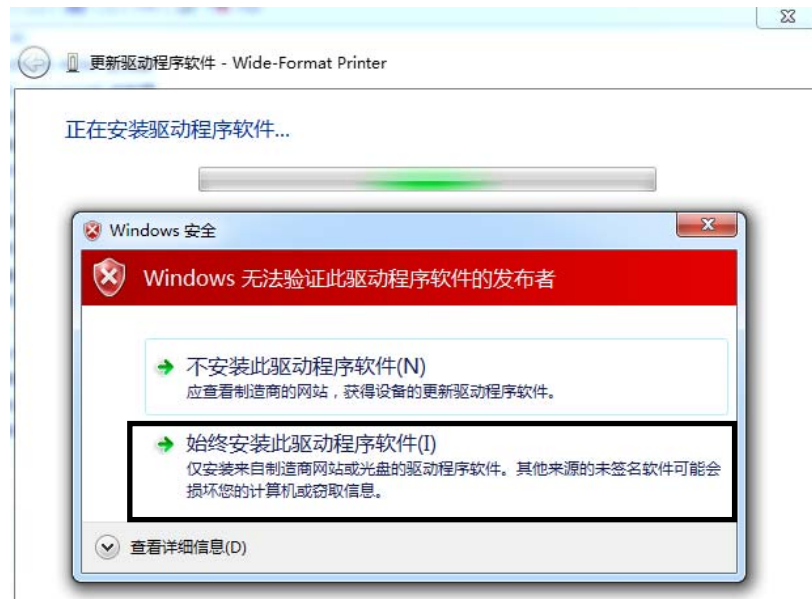 更新驱动程序软件 - Wide-Format Printer
正在安装驱动程序软件...
Windows 安全
Windows 无法验证此驱动程序软件的发布者
不安装此驱动程序软件(N)
应查看制造商的网站，获得设备的更新驱动程序软件。
始终安装此驱动程序软件(I)
仅安装来自制造商网站或光盘的驱动程序软件。其他来源的未签名软件可能会
损坏您的计算机或窃取信息。
查看详细信息(D)